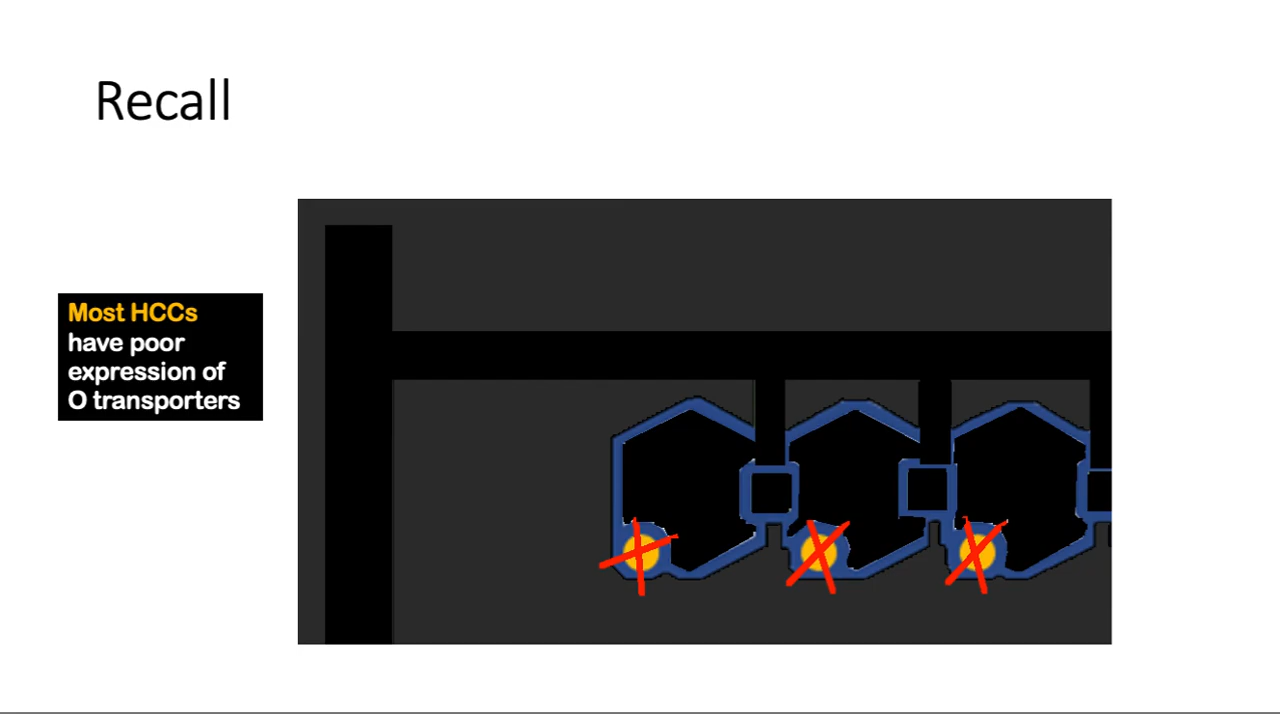 Recall
Most HCCs
have poor
expression of
O transporters